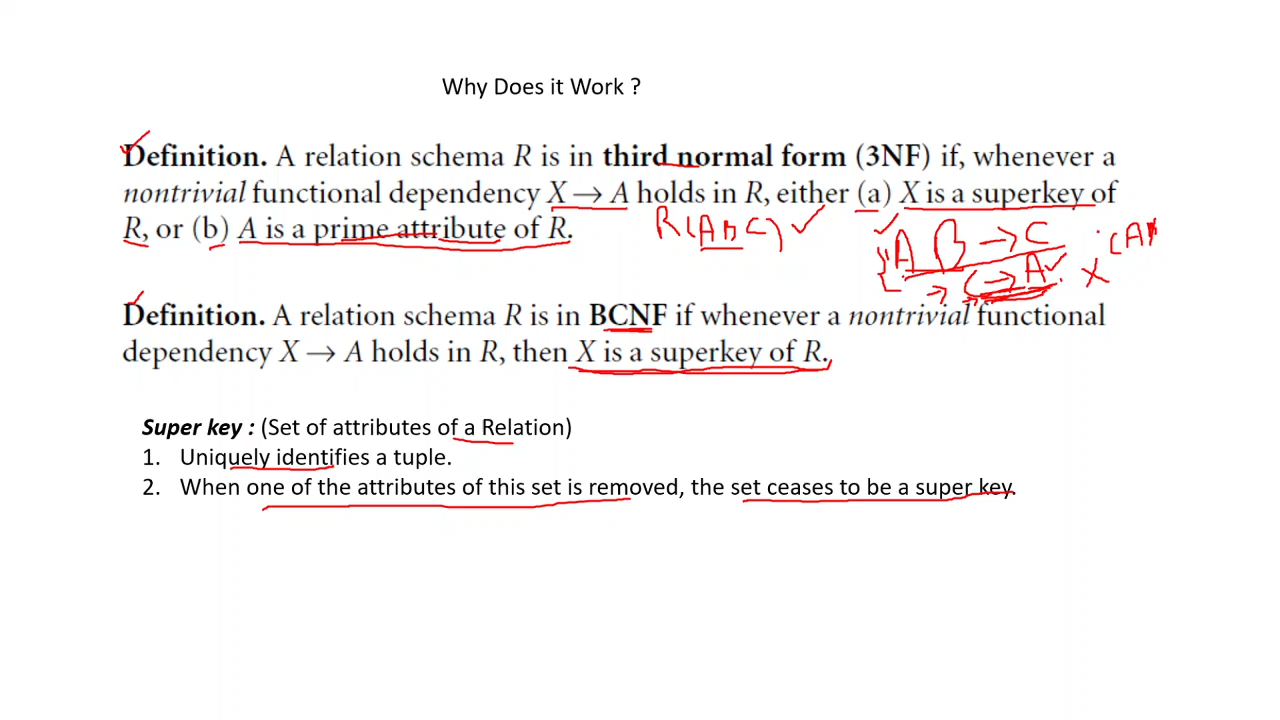 Why Does it Work ?
Definition. A relation schema R is in third normal form (3NF) if, whenever a
nontrivial functional dependency X → A holds in R, either (a) X is a superkey of
R, or (b) A is a prime attribute of R.
R(ABC) ✓
AB → C
C → A
Definition. A relation schema R is in BCNF if whenever a nontrivial functional
dependency X → A holds in R, then X is a superkey of R.
Super key : (Set of attributes of a Relation)
1. Uniquely identifies a tuple.
2. When one of the attributes of this set is removed, the set ceases to be a super key.